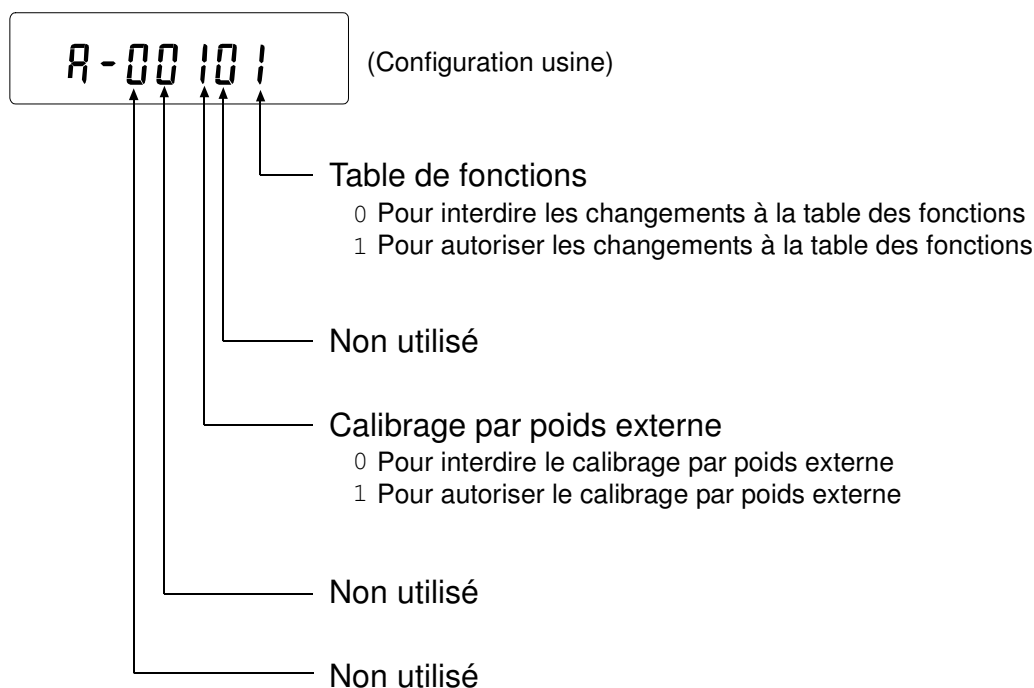 A-00101
(Configuration usine)
Table de fonctions
0 Pour interdire les changements à la table des fonctions
1 Pour autoriser les changements à la table des fonctions
Non utilisé
Calibrage par poids externe
0 Pour interdire le calibrage par poids externe
1 Pour autoriser le calibrage par poids externe
Non utilisé
Non utilisé